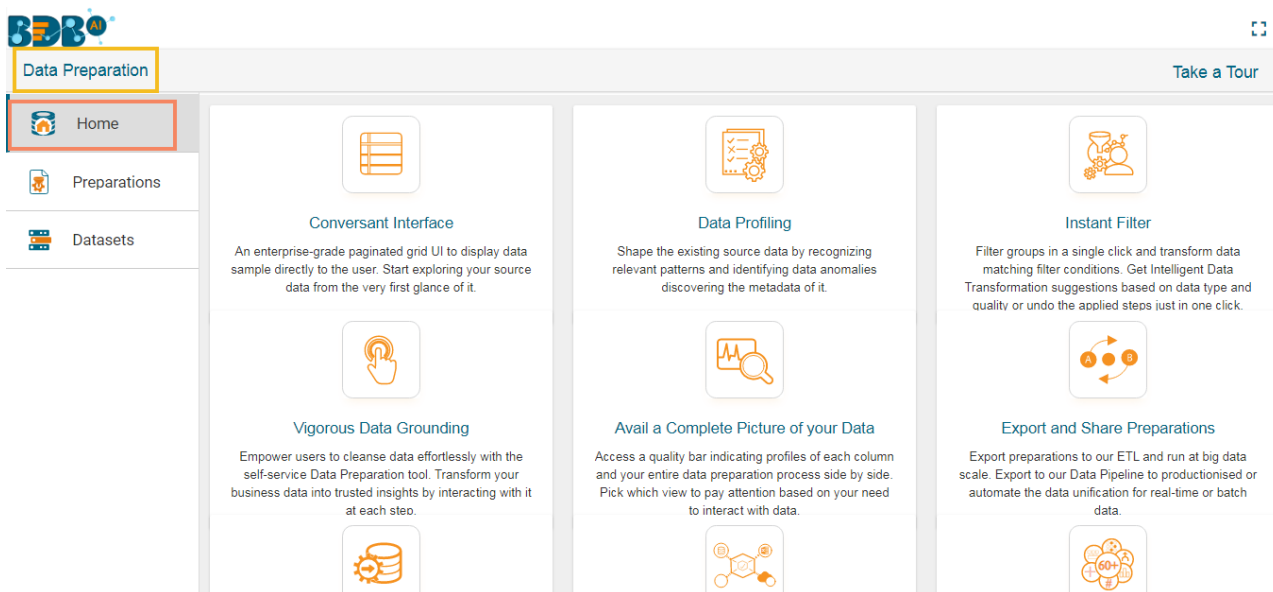 BDB AI
Data Preparation
Take a Tour
Home
Preparations
Datasets
Conversant Interface
An enterprise-grade paginated grid UI to display data
sample directly to the user. Start exploring your source
data from the very first glance of it.
Data Profiling
Shape the existing source data by recognizing
relevant patterns and identifying data anomalies
discovering the metadata of it.
Instant Filter
Filter groups in a single click and transform data
matching filter conditions. Get Intelligent Data
Transformation suggestions based on data type and
quality or undo the applied steps just in one click.
Vigorous Data Grounding
Empower users to cleanse data effortlessly with the
self-service Data Preparation tool. Transform your
business data into trusted insights by interacting with it
at each step.
Avail a Complete Picture of your Data
Access a quality bar indicating profiles of each column
and your entire data preparation process side by side.
Pick which view to pay attention based on your need
to interact with data.
A B
Export and Share Preparations
Export preparations to our ETL and run at big data
scale. Export to our Data Pipeline to productionised or
automate the data unification for real-time or batch
data.
60+
#